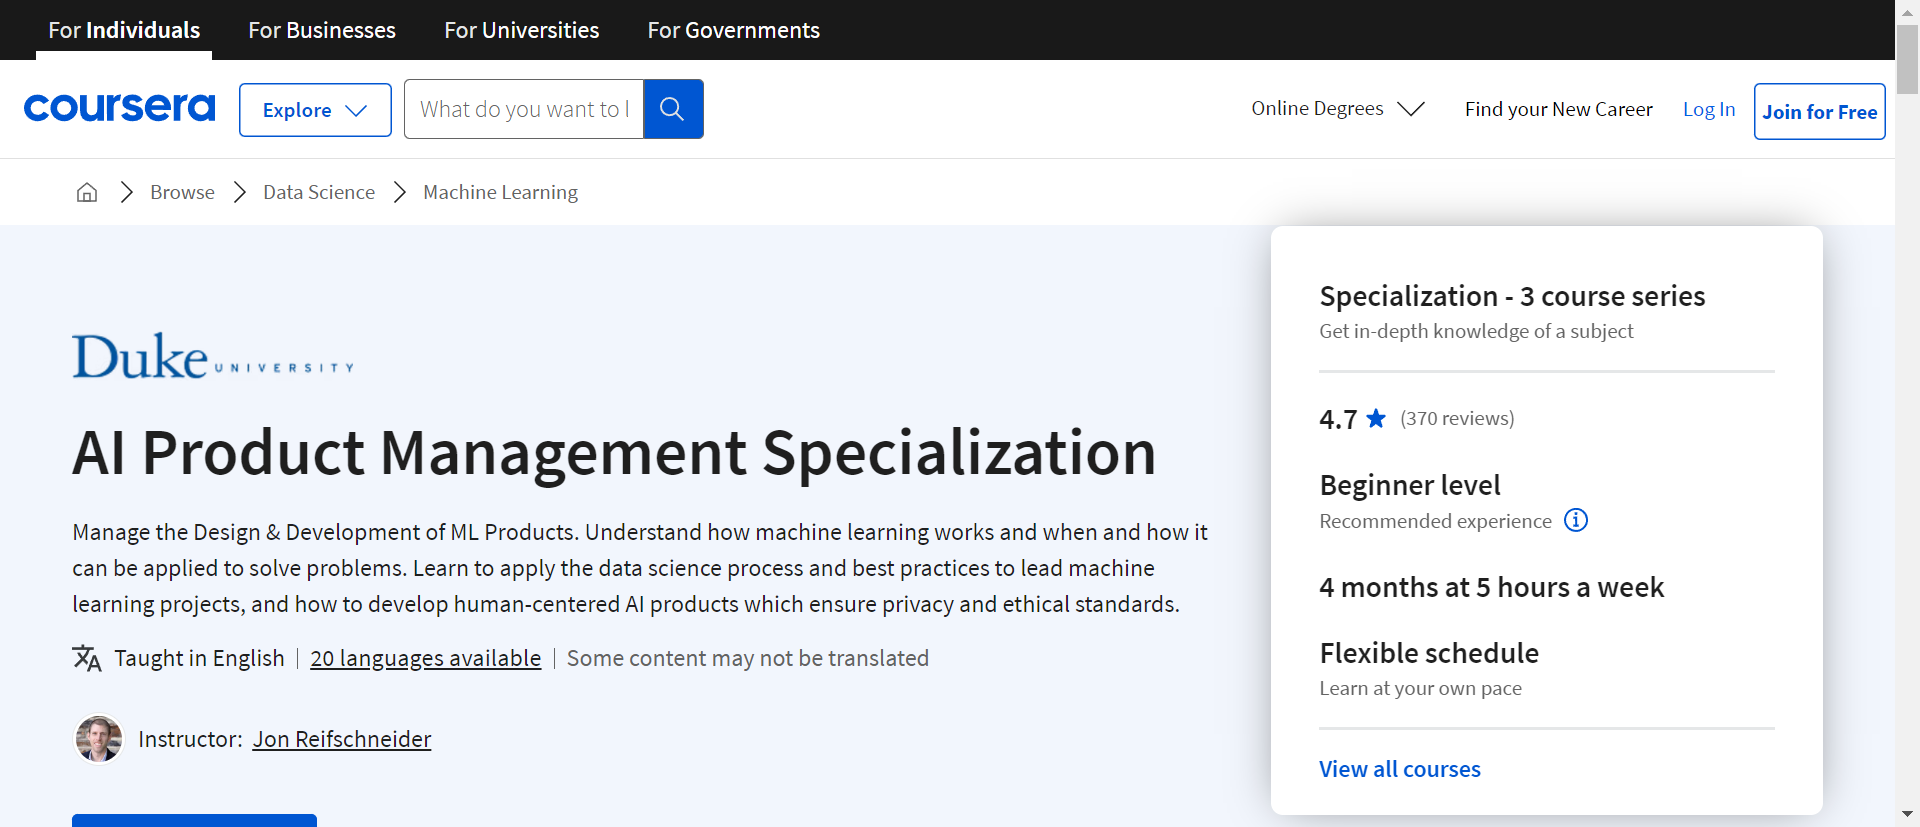 For Individuals
For Businesses
For Universities
For Governments
coursera
Explore
What do you want to l
Online Degrees
Find your New Career
Log In
Join for Free
Browse
Data Science
Machine Learning
Duke UNIVERSITY
AI Product Management Specialization
Manage the Design & Development of ML Products. Understand how machine learning works and when and how it
can be applied to solve problems. Learn to apply the data science process and best practices to lead machine
learning projects, and how to develop human-centered AI products which ensure privacy and ethical standards.
Taught in English
20 languages available
Some content may not be translated
Instructor: Jon Reifschneider
Specialization - 3 course series
Get in-depth knowledge of a subject
4.7 (370 reviews)
Beginner level
Recommended experience
4 months at 5 hours a week
Flexible schedule
Learn at your own pace
View all courses